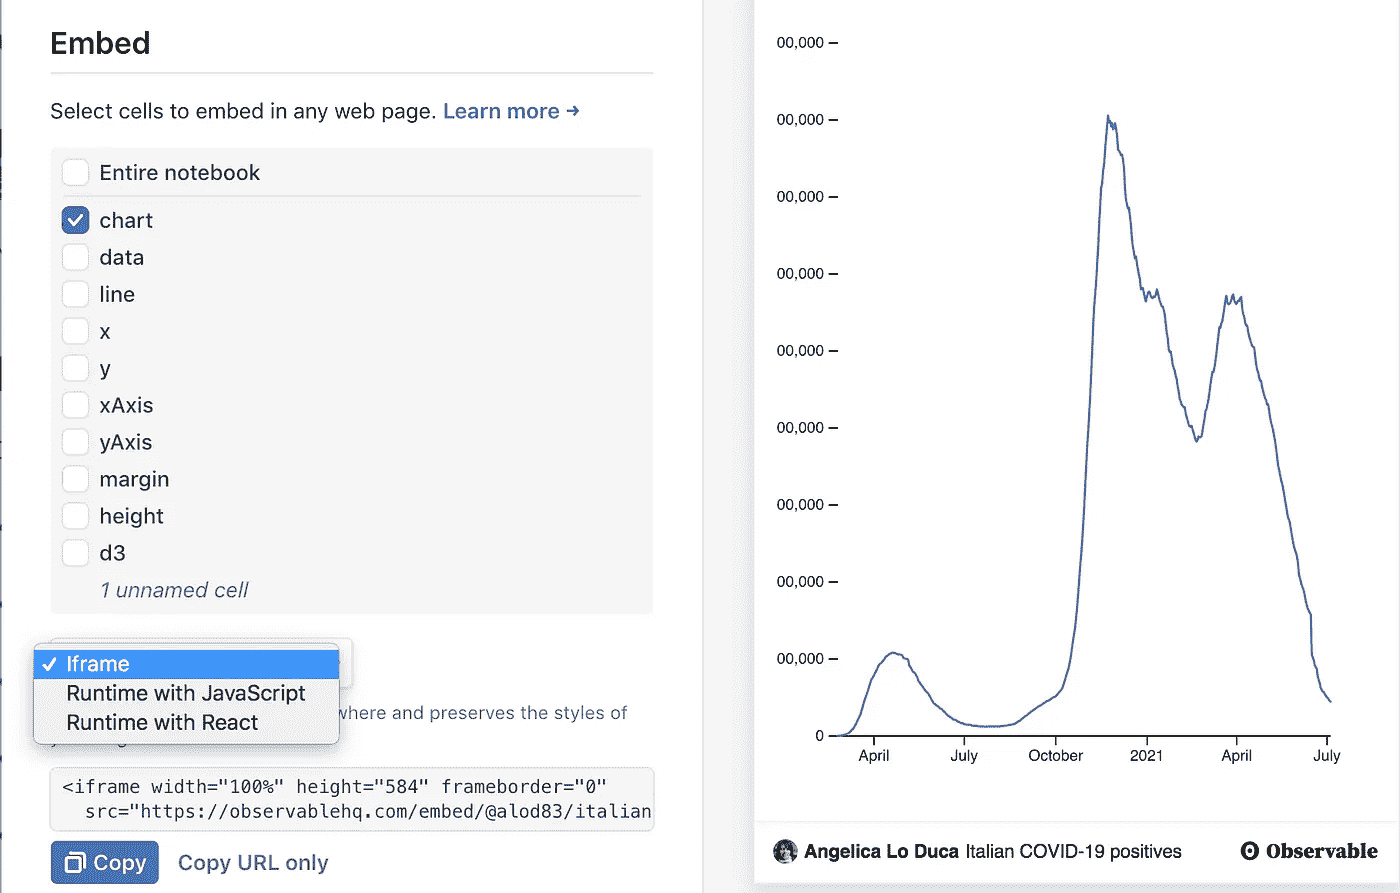 Embed
Select cells to embed in any web page. Learn more →
Entire notebook
chart
data
line
x
y
xAxis
yAxis
margin
height
d3
1 unnamed cell
Iframe
Runtime with JavaScript
Runtime with React
where and preserves the styles of
<iframe width="100%" height="584" frameborder="0"
src="https://observablehq.com/embed/@alod83/italian
Copy
Copy URL only
00,000
00,000
00,000
00,000
00,000
00,000
00,000
00,000
00,000
0
April July October 2021 April July
Angelica Lo Duca Italian COVID-19 positives
Observable